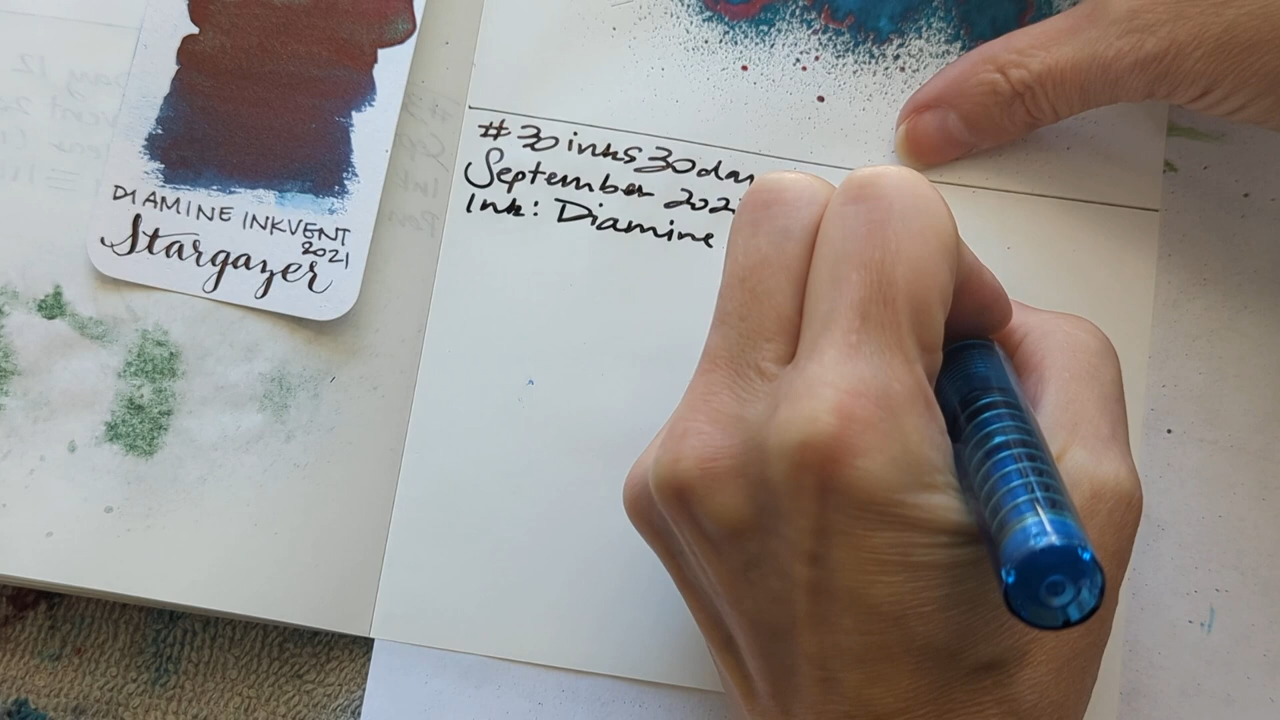 DIAMINE INKVENT
2021
Stargazer
#30inks30day
September 202
Ink: Diamine